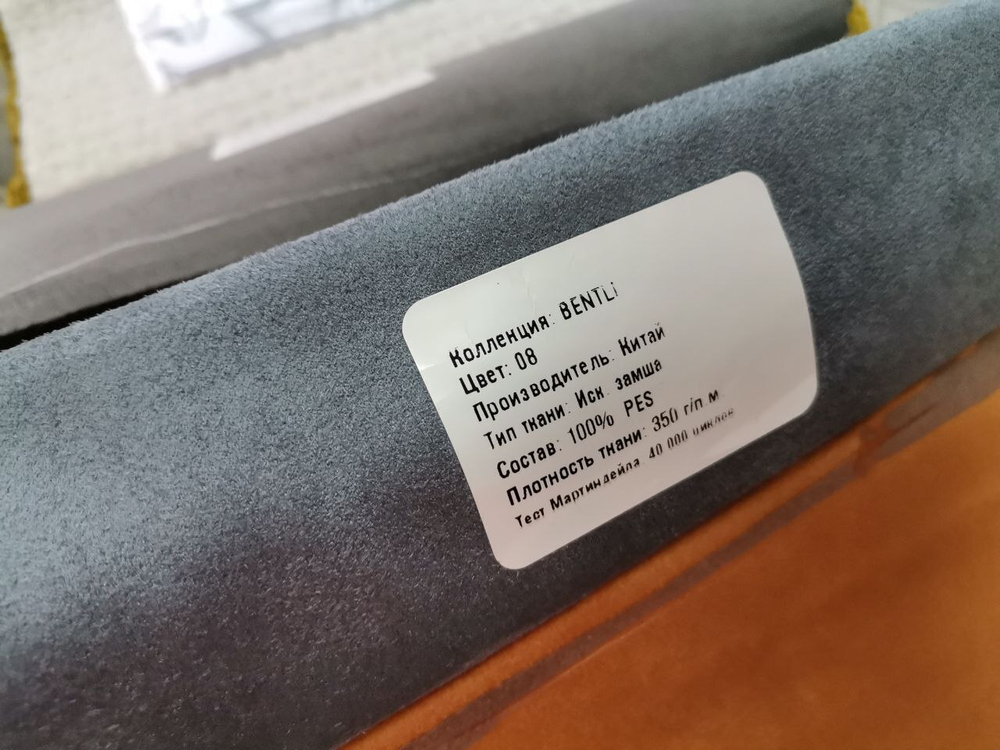 Коллекция: BENTLi
Цвет: 08
Производитель: Китай
Тип ткани: Иск. замша
Состав: 100% PES
Плотность ткани: 350 г/п.м
Тест Мартиндейла: 40 000 циклов